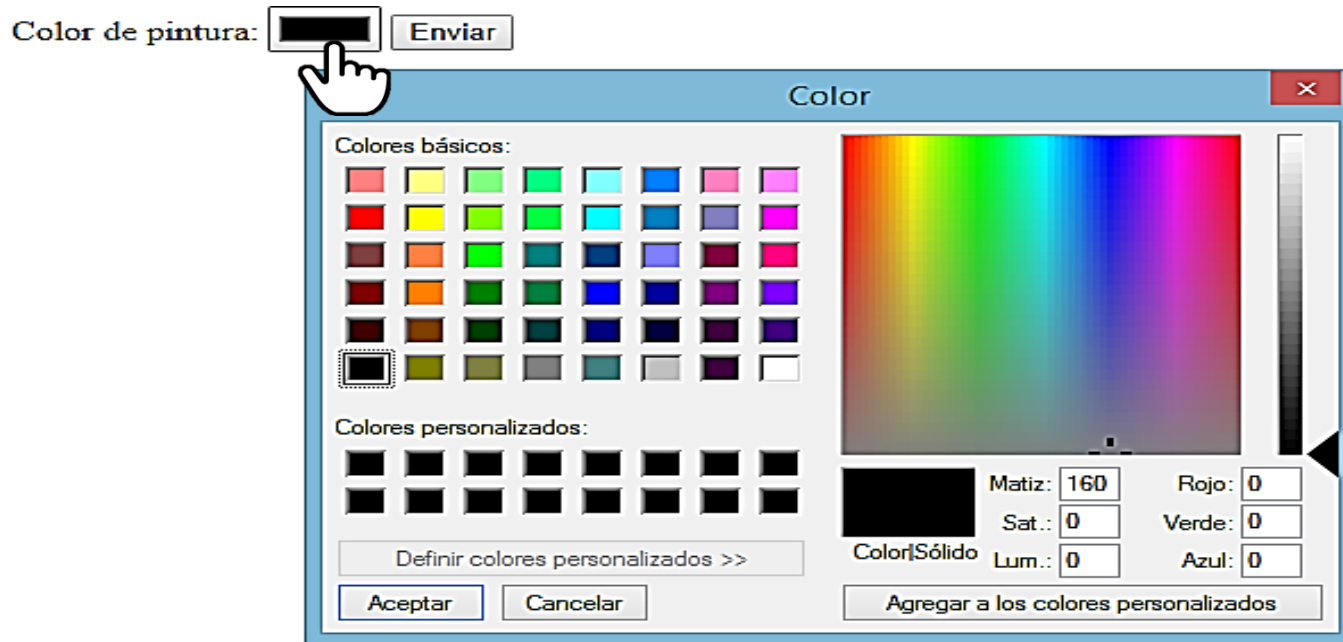 Color de pintura: Enviar
Color
Colores básicos:
Colores personalizados:
Definir colores personalizados >>
Aceptar Cancelar
Color|Sólido
Matiz: 160 Rojo: 0
Sat.: 0 Verde: 0
Lum.: 0 Azul: 0
Agregar a los colores personalizados